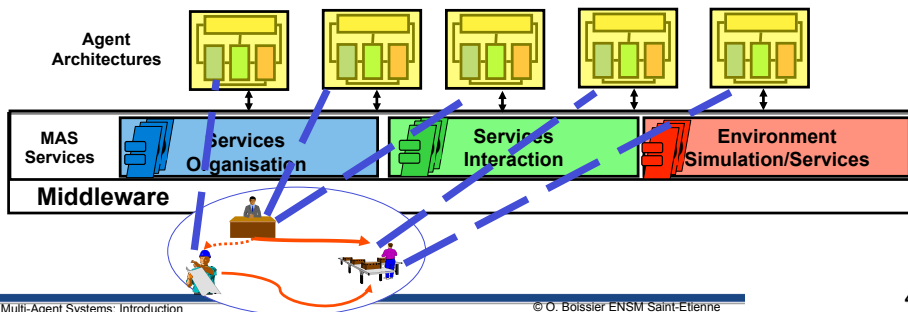 Agent
Architectures
MAS
Services
Services
Organisation
Services
Interaction
Environment
Simulation/Services
Middleware
Multi-Agent Systems: Introduction
© O. Boissier ENSM Saint-Etienne